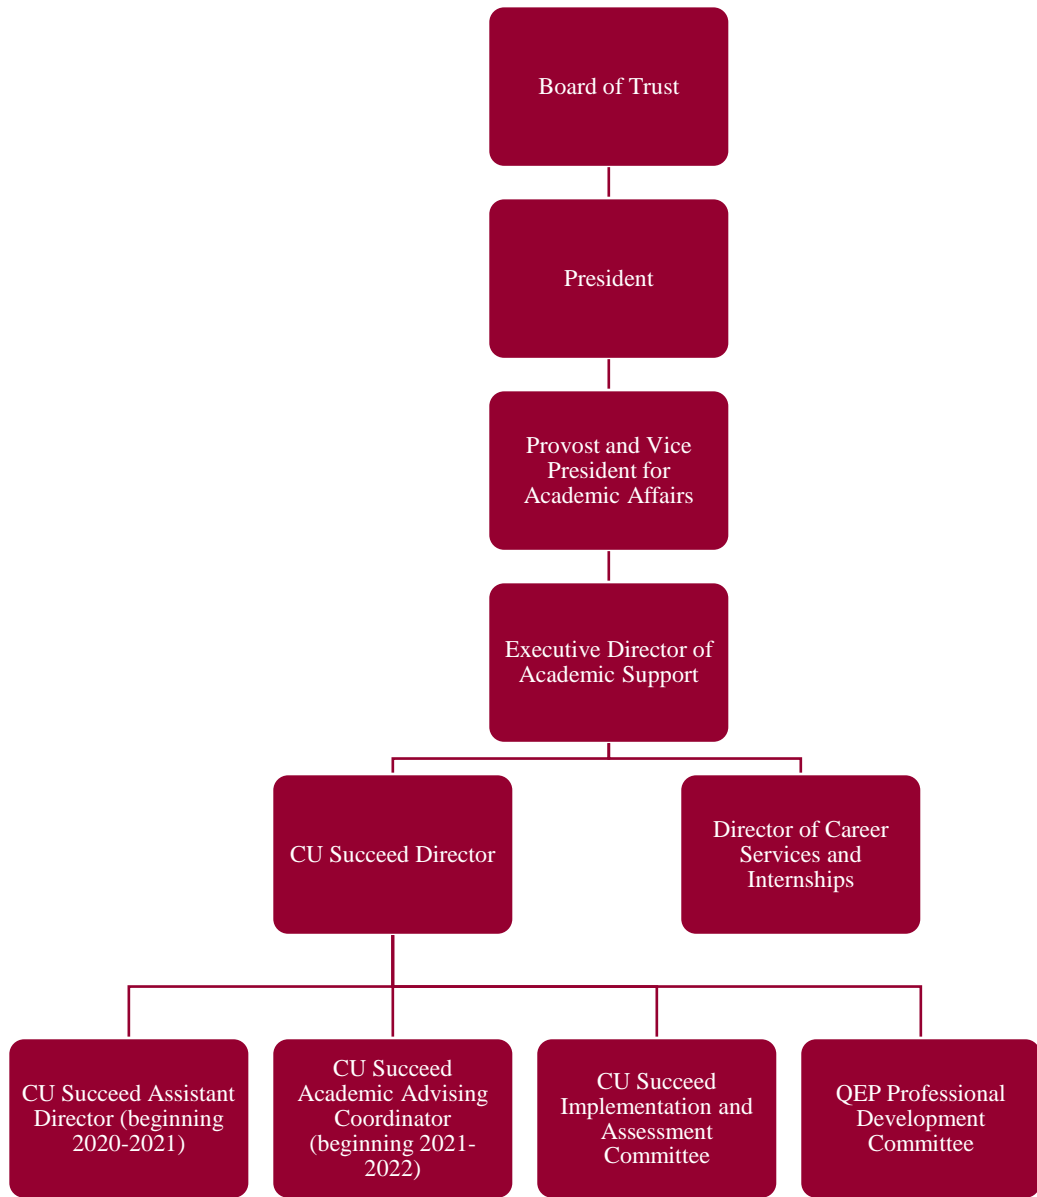 Board of Trust
President
Provost and Vice
President for
Academic Affairs
Executive Director of
Academic Support
CU Succeed Director
Director of Career
Services and
Internships
CU Succeed Assistant
Director (beginning
2020-2021)
CU Succeed
Academic Advising
Coordinator
(beginning 2021-
2022)
CU Succeed
Implementation and
Assessment
Committee
QEP Professional
Development
Committee